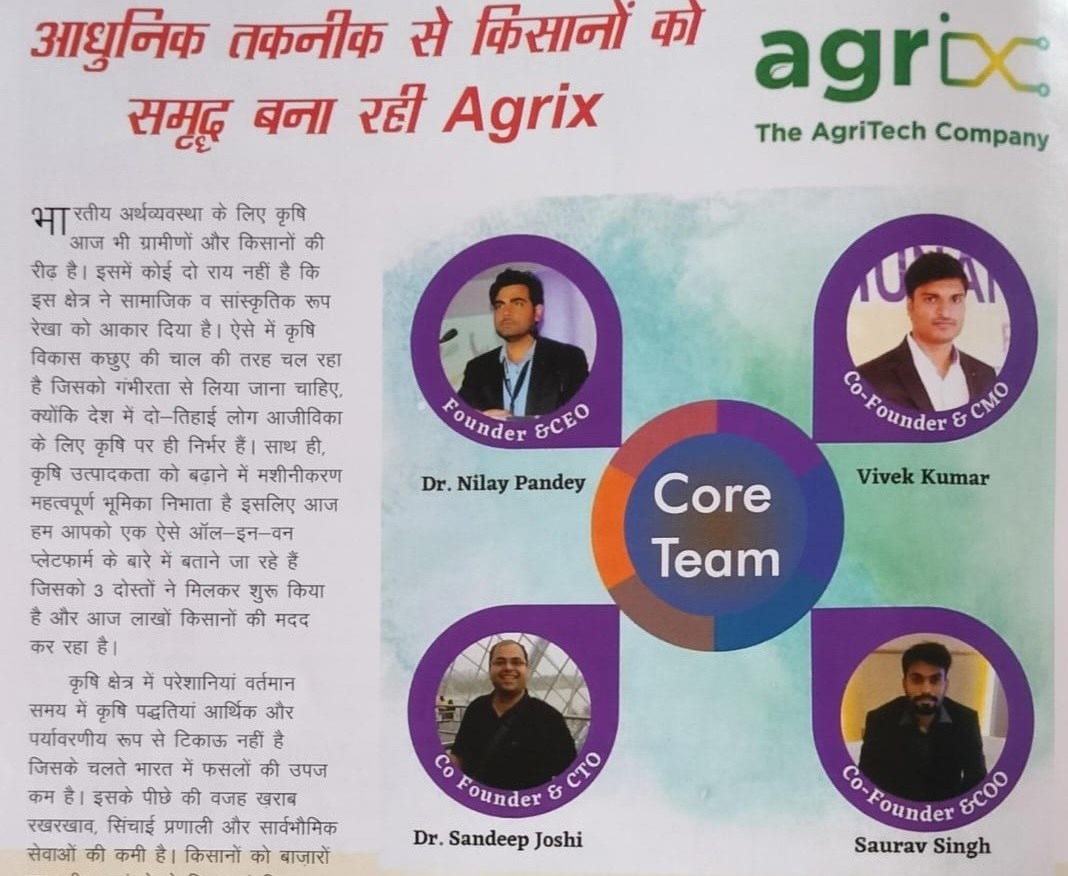 आधुनिक तकनीक से किसानों को
समृद्ध बना रही Agrix
agrix
The AgriTech Company
भारतीय अर्थव्यवस्था के लिए कृषि
आज भी ग्रामीणों और किसानों की
रीढ़ है। इसमें कोई दो राय नहीं है कि
इस क्षेत्र ने सामाजिक व सांस्कृतिक रूप
रेखा को आकार दिया है। ऐसे में कृषि
विकास कछुए की चाल की तरह चल रहा
है जिसको गंभीरता से लिया जाना चाहिए,
क्योंकि देश में दो–तिहाई लोग आजीविका
के लिए कृषि पर ही निर्भर हैं। साथ ही,
कृषि उत्पादकता को बढ़ाने में मशीनीकरण
महत्वपूर्ण भूमिका निभाता है इसलिए आज
हम आपको एक ऐसे ऑल–इन–वन
प्लेटफार्म के बारे में बताने जा रहे हैं
जिसको 3 दोस्तों ने मिलकर शुरू किया
है और आज लाखों किसानों की मदद
कर रहा है।
कृषि क्षेत्र में परेशानियां वर्तमान
समय में कृषि पद्धतियां आर्थिक और
पर्यावरणीय रूप से टिकाऊ नहीं है
जिसके चलते भारत में फसलों की उपज
कम है। इसके पीछे की वजह खराब
रखरखाव, सिंचाई प्रणाली और सार्वभौमिक
सेवाओं की कमी है। किसानों को बाज़ारों
Founder &CEO
Dr. Nilay Pandey
Co-Founder & CMO
Vivek Kumar
Core
Team
Co Founder & CTO
Dr. Sandeep Joshi
Co-Founder &COO
Saurav Singh